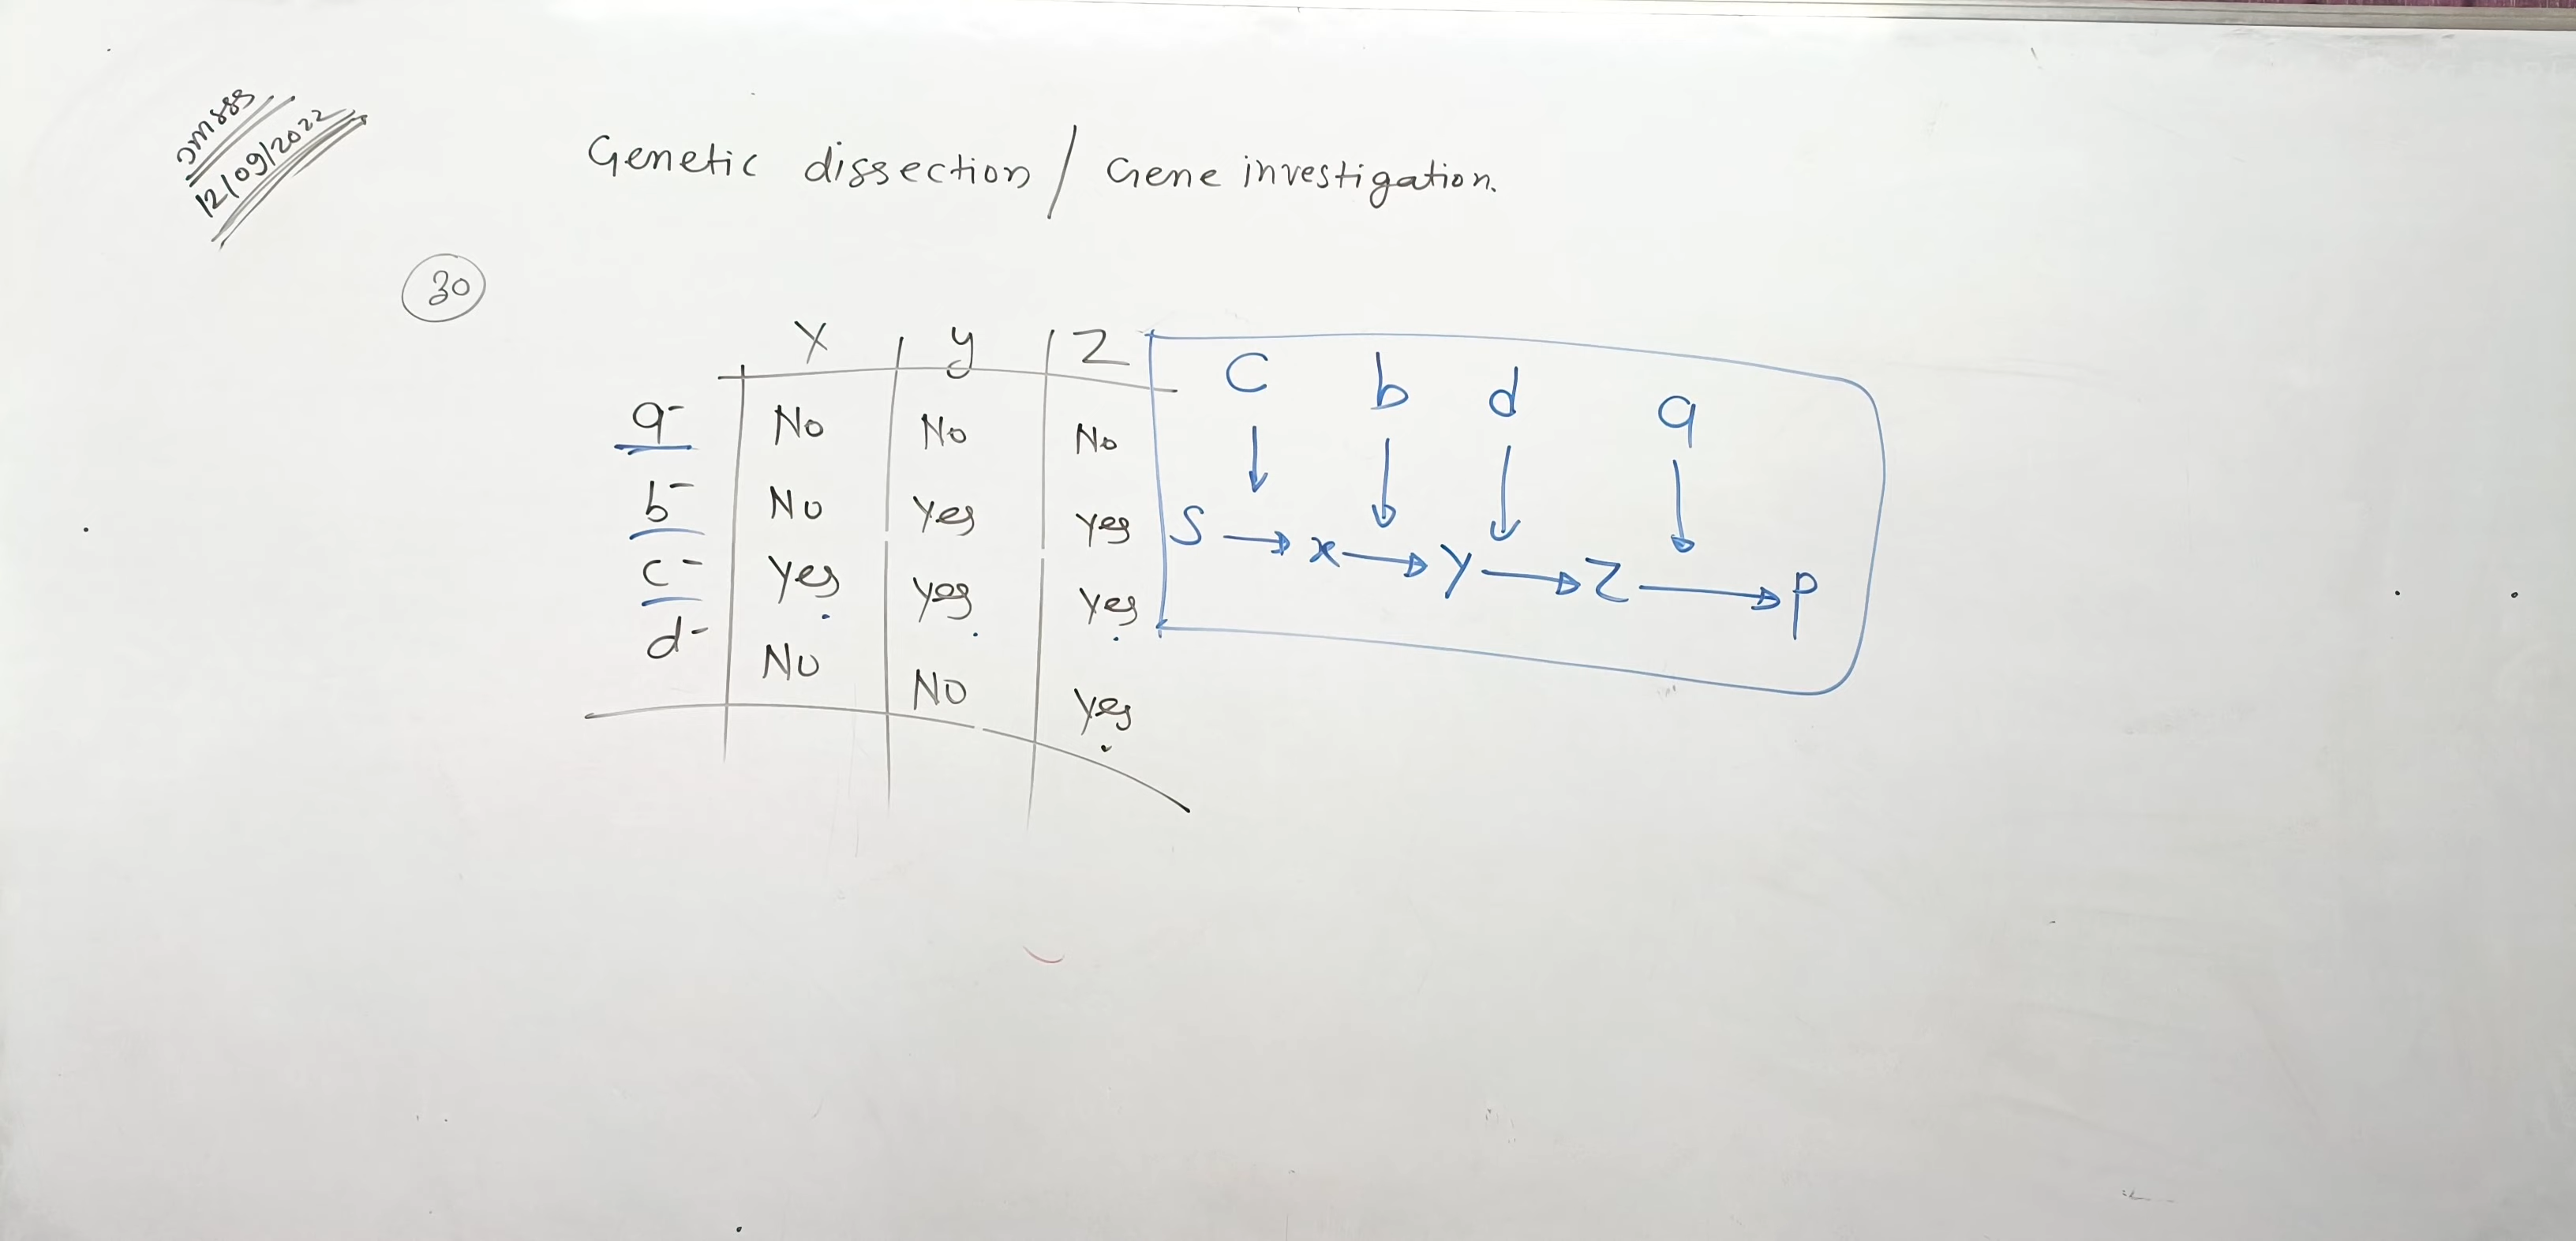 12/09/2022
Genetic dissection / Gene investigation.
30
X y Z
a- No No No
b- No Yes Yes
c- Yes Yes Yes
d- No No Yes
C b d a
S → x → Y → Z → P